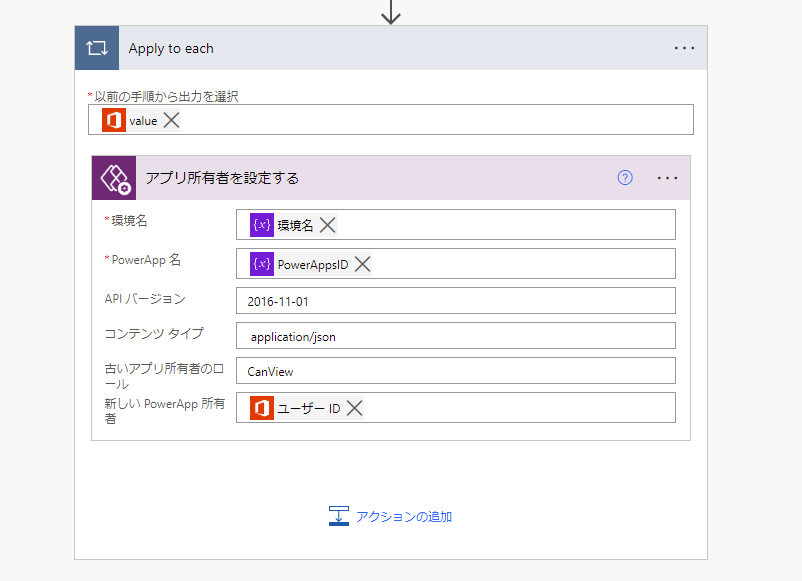 Apply to each
*以前の手順から出力を選択
value
アプリ所有者を設定する
*環境名
{x} 環境名
*PowerApp 名
{x} PowerAppsID
API バージョン
2016-11-01
コンテンツ タイプ
application/json
古いアプリ所有者のロ
ール
CanView
新しい PowerApp 所有
者
ユーザー ID
アクションの追加